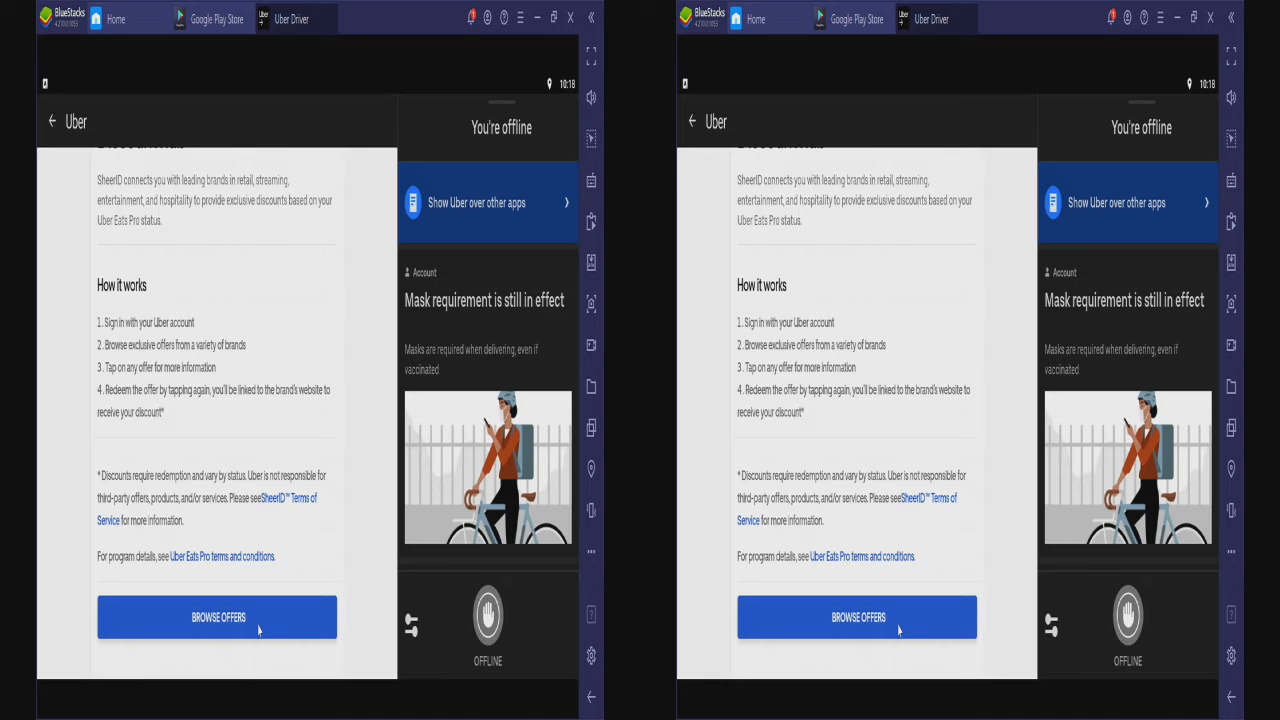 BlueStacks
4.270.0.1053
Home
Google Play Store
Uber Driver
10:18
Uber
SheerID connects you with leading brands in retail, streaming,
entertainment, and hospitality to provide exclusive discounts based on your
Uber Eats Pro status.
How it works
1. Sign in with your Uber account
2. Browse exclusive offers from a variety of brands
3. Tap on any offer for more information
4. Redeem the offer by tapping again, you'll be linked to the brand's website to
receive your discount*
* Discounts require redemption and vary by status. Uber is not responsible for
third-party offers, products, and/or services. Please seeSheerID™ Terms of
Service for more information.
For program details, see Uber Eats Pro terms and conditions.
BROWSE OFFERS
You're offline
Show Uber over other apps
Account
Mask requirement is still in effect
Masks are required when delivering, even if
vaccinated
OFFLINE
BlueStacks
4.270.0.1053
Home
Google Play Store
Uber Driver
10:18
Uber
SheerID connects you with leading brands in retail, streaming,
entertainment, and hospitality to provide exclusive discounts based on your
Uber Eats Pro status.
How it works
1. Sign in with your Uber account
2. Browse exclusive offers from a variety of brands
3. Tap on any offer for more information
4. Redeem the offer by tapping again, you'll be linked to the brand's website to
receive your discount*
* Discounts require redemption and vary by status. Uber is not responsible for
third-party offers, products, and/or services. Please seeSheerID™ Terms of
Service for more information.
For program details, see Uber Eats Pro terms and conditions.
BROWSE OFFERS
You're offline
Show Uber over other apps
Account
Mask requirement is still in effect
Masks are required when delivering, even if
vaccinated
OFFLINE